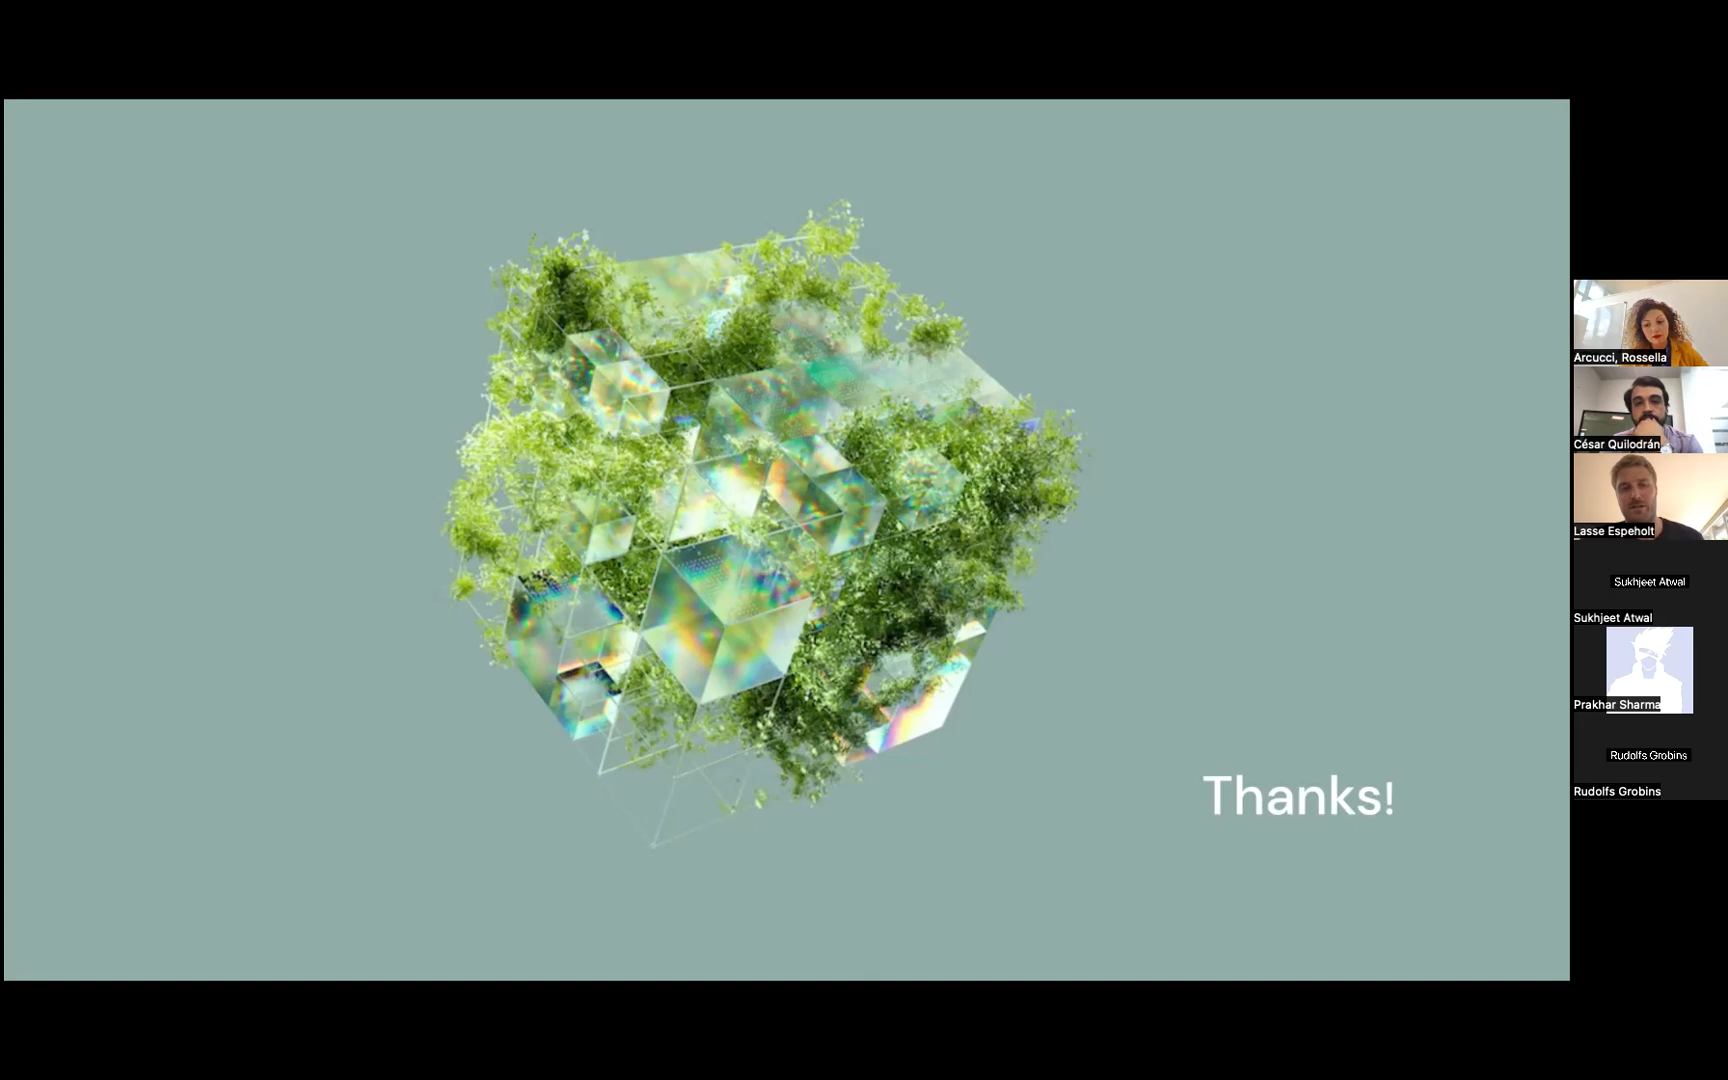 Thanks!
Arcucci, Rossella
César Quilodrán
Lasse Espeholt
Sukhjeet Atwal
Sukhjeet Atwal
Prakhar Sharma
Rudolfs Grobins
Rudolfs Grobins